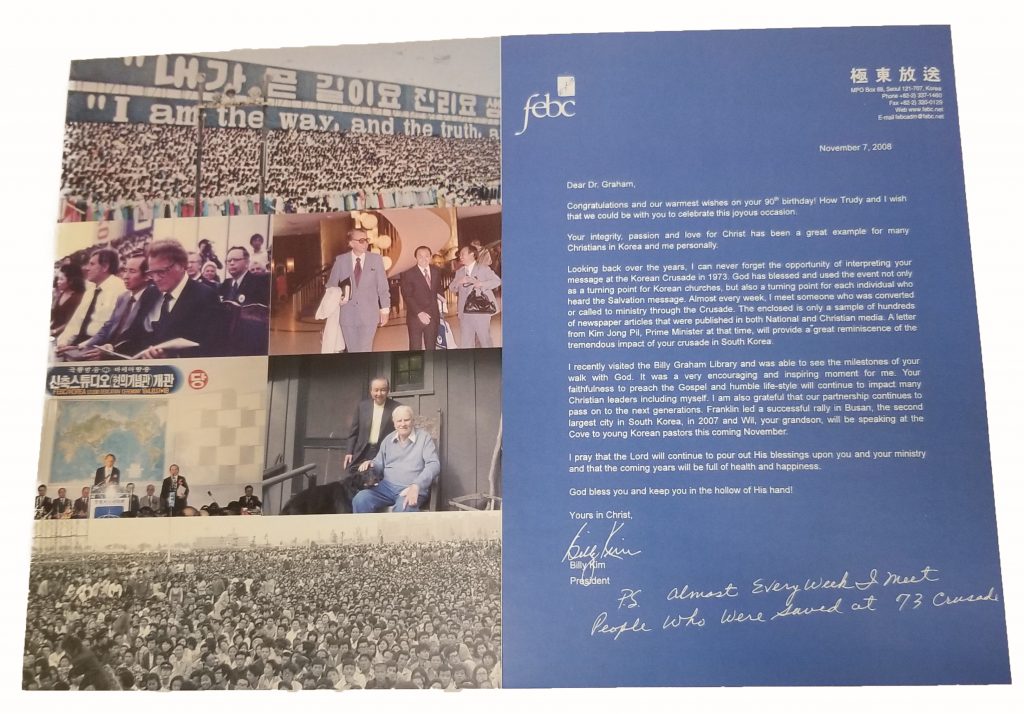 "내가 곧 길이요 진리요 생
"I am the way, and the truth, a
신축스튜디오 헌의개념관 개관
febc
極東放送
MPO Box 88, Seoul 121-707, Korea
Phone +82-2) 337-1460
Fax +82-2) 320-0129
Web www.febc.net
E-mail febcadm@febc.net
November 7, 2008
Dear Dr. Graham,
Congratulations and our warmest wishes on your 90th birthday! How Trudy and I wish
that we could be with you to celebrate this joyous occasion.
Your integrity, passion and love for Christ has been a great example for many
Christians in Korea and me personally.
Looking back over the years, I can never forget the opportunity of interpreting your
message at the Korean Crusade in 1973. God has blessed and used the event not only
as a turning point for Korean churches, but also a turning point for each individual who
heard the Salvation message. Almost every week, I meet someone who was converted
or called to ministry through the Crusade. The enclosed is only a sample of hundreds
of newspaper articles that were published in both National and Christian media. A letter
from Kim Jong Pil, Prime Minister at that time, will provide a great reminiscence of the
tremendous impact of your crusade in South Korea.
I recently visited the Billy Graham Library and was able to see the milestones of your
walk with God. It was a very encouraging and inspiring moment for me. Your
faithfulness to preach the Gospel and humble life-style will continue to impact many
Christian leaders including myself. I am also grateful that our partnership continues to
pass on to the next generations. Franklin led a successful rally in Busan, the second
largest city in South Korea, in 2007 and Wil, your grandson, will be speaking at the
Cove to young Korean pastors this coming November.
I pray that the Lord will continue to pour out His blessings upon you and your ministry
and that the coming years will be full of health and happiness.
God bless you and keep you in the hollow of His hand!
Yours in Christ,
Billy Kim
Billy Kim
President
P.S. Almost Every Week I Meet
People Who Were Saved at 73 Crusade